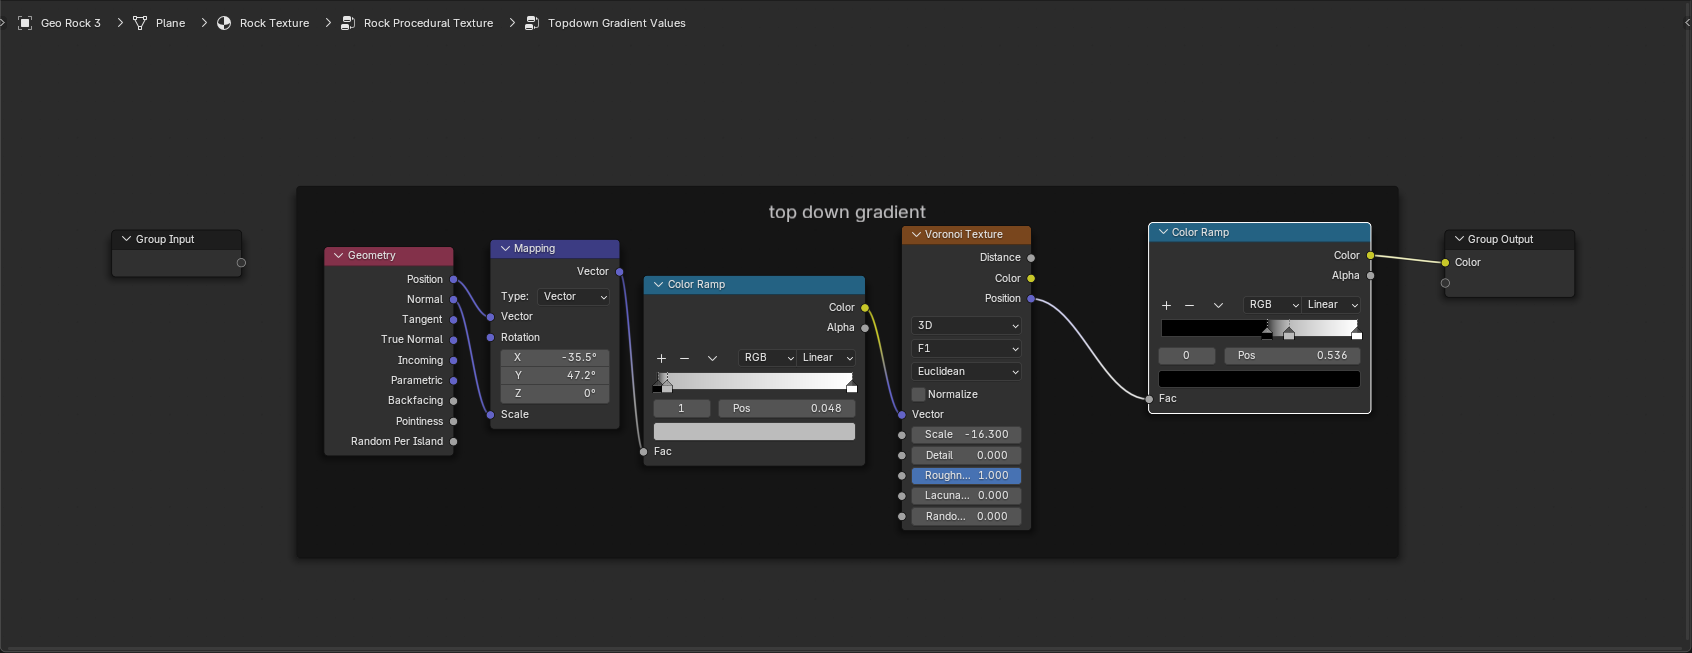 Geo Rock 3 Plane Rock Texture Rock Procedural Texture Topdown Gradient Values
top down gradient
Group Input
Geometry
Position
Normal
Tangent
True Normal
Incoming
Parametric
Backfacing
Pointiness
Random Per Island
Mapping
Vector
Type: Vector
Vector
Rotation
X -35.5°
Y 47.2°
Z 0°
Scale
Color Ramp
Color
Alpha
RGB Linear
1 Pos 0.048
Fac
Voronoi Texture
Distance
Color
Position
3D
F1
Euclidean
Normalize
Vector
Scale -16.300
Detail 0.000
Roughn... 1.000
Lacuna... 0.000
Rando... 0.000
Color Ramp
Color
Alpha
RGB Linear
0 Pos 0.536
Fac
Group Output
Color